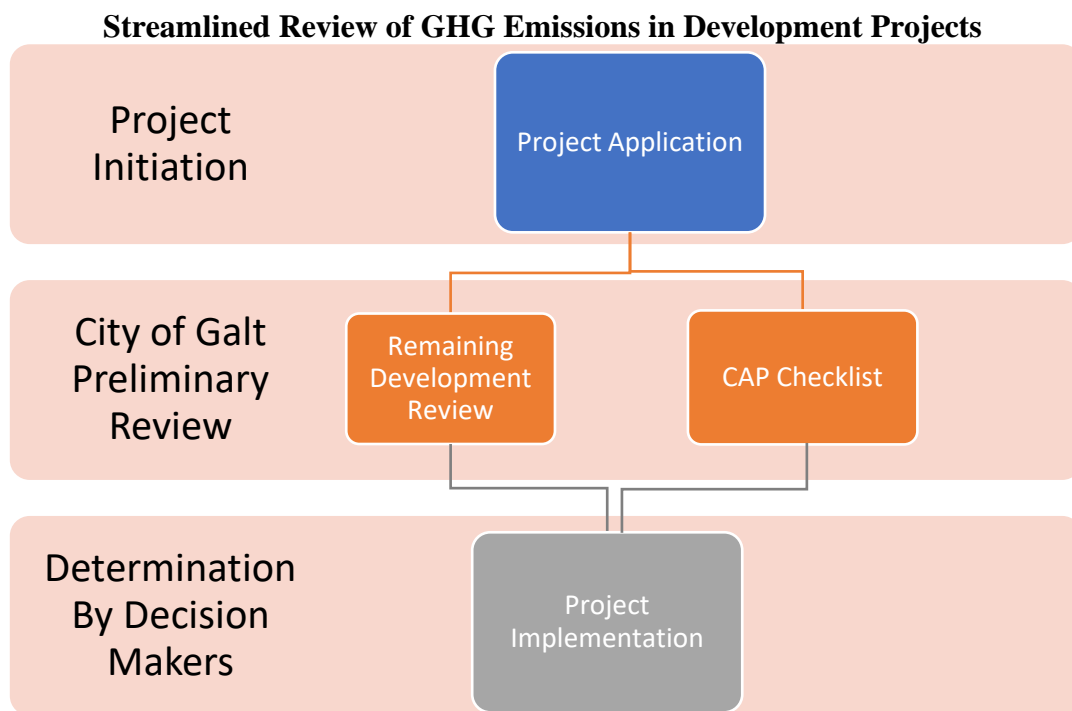 Streamlined Review of GHG Emissions in Development Projects
Project
Initiation
Project Application
City of Galt
Preliminary
Review
Remaining
Development
Review
CAP Checklist
Determination
By Decision
Makers
Project
Implementation